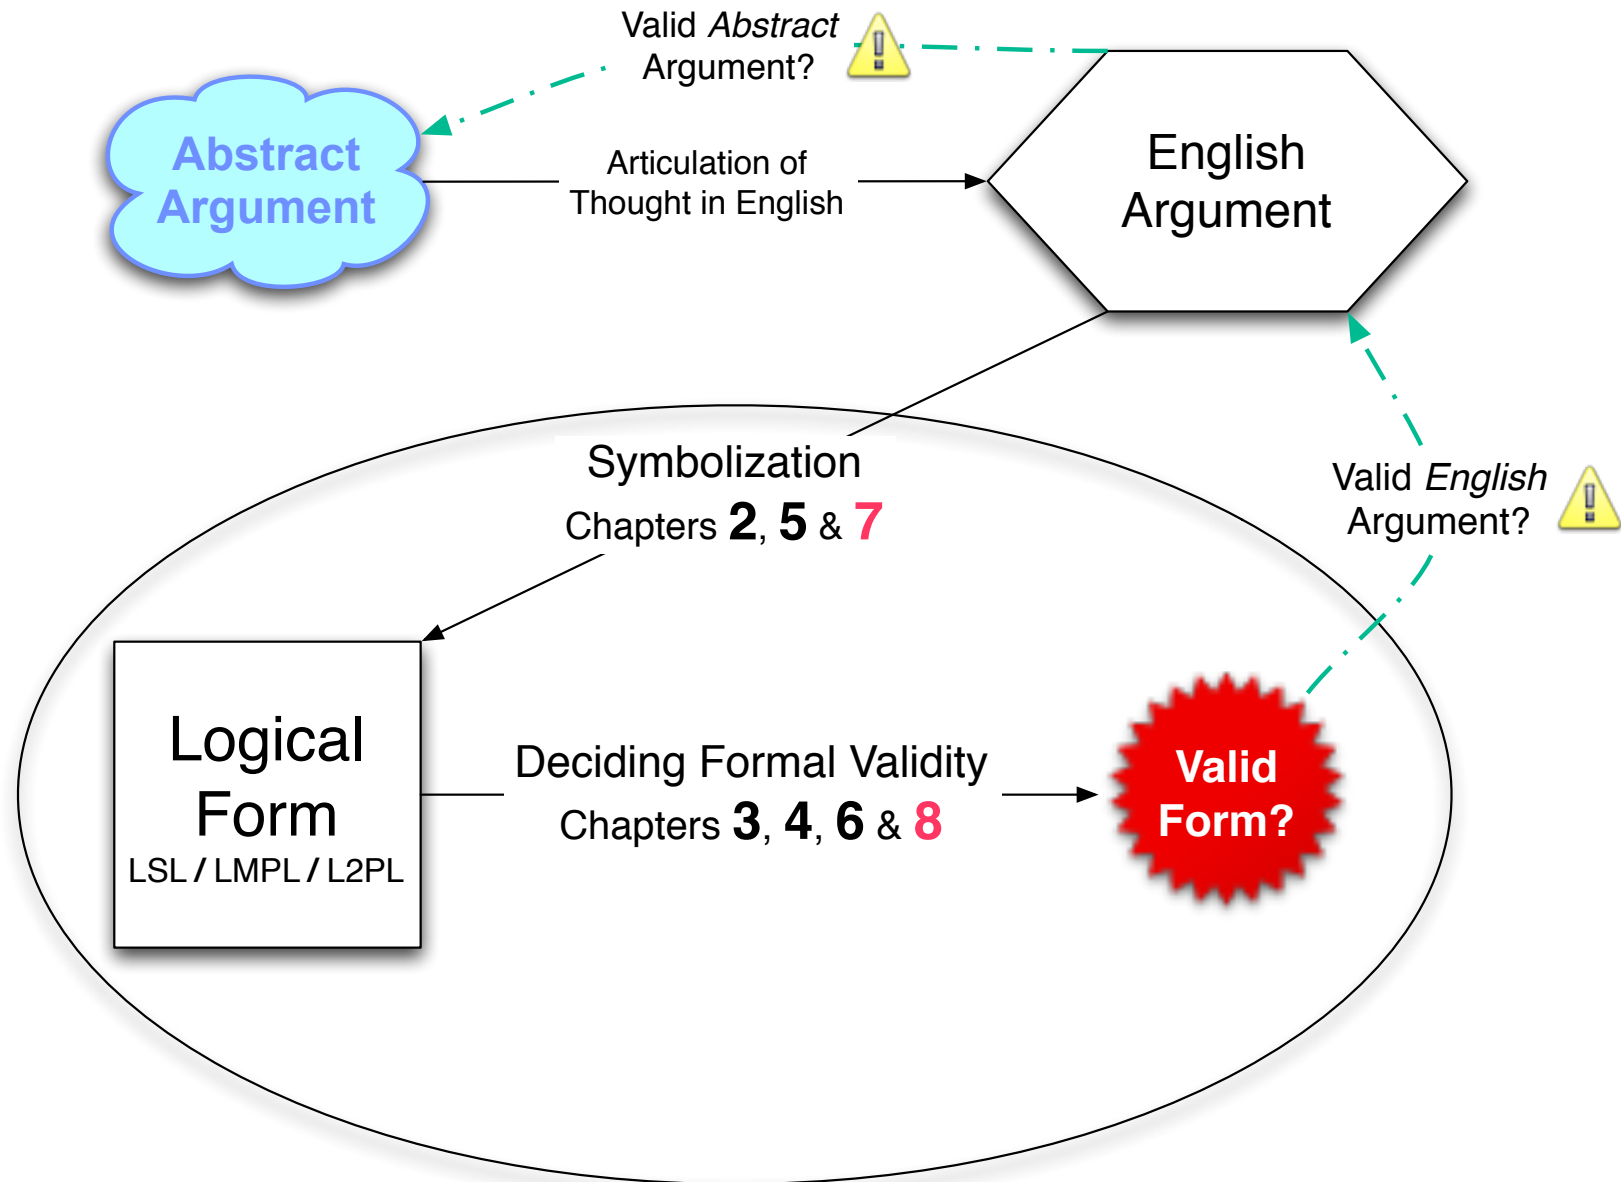 Valid Abstract
Argument?
Abstract
Argument
Articulation of
Thought in English
English
Argument
Symbolization
Chapters 2, 5 & 7
Valid English
Argument?
Logical
Form
LSL / LMPL / L2PL
Deciding Formal Validity
Chapters 3, 4, 6 & 8
Valid
Form?